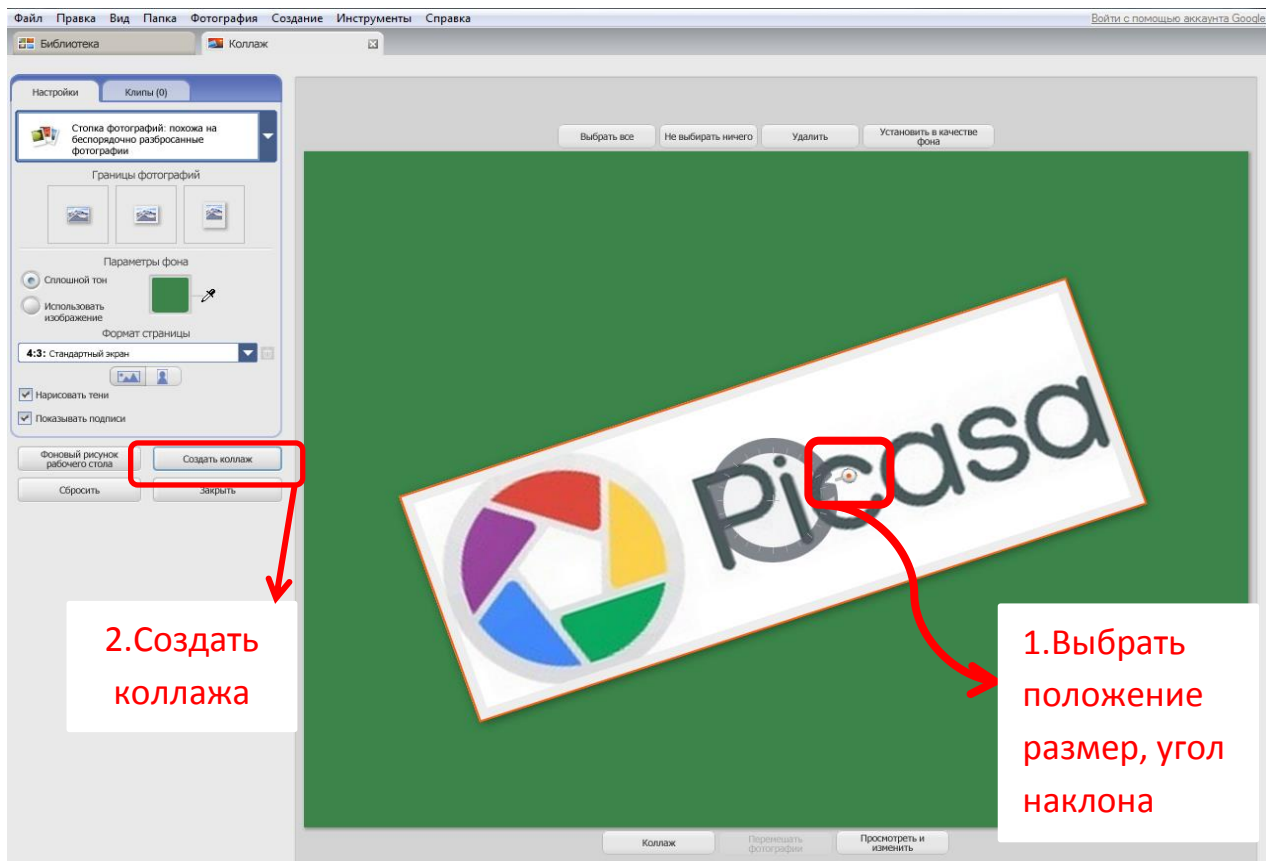 Файл Правка Вид Папка Фотография Создание Инструменты Справка Войти с помощью аккаунта Google
Библиотека Коллаж
Настройки Клипы (0)
Стопка фотографий: похожа на
беспорядочно разбросанные
фотографии
Границы фотографий
Параметры фона
Сплошной тон
Использовать
изображение
Формат страницы
4:3: Стандартный экран
Нарисовать тени
Показывать подписи
Фоновый рисунок
рабочего стола
Создать коллаж
Сбросить Закрыть
Выбрать все Не выбирать ничего Удалить Установить в качестве
фона
Picasa
2.Создать
коллажа
1.Выбрать
положение
размер, угол
наклона
Коллаж Перемешать
фотографии
Просмотреть и
изменить